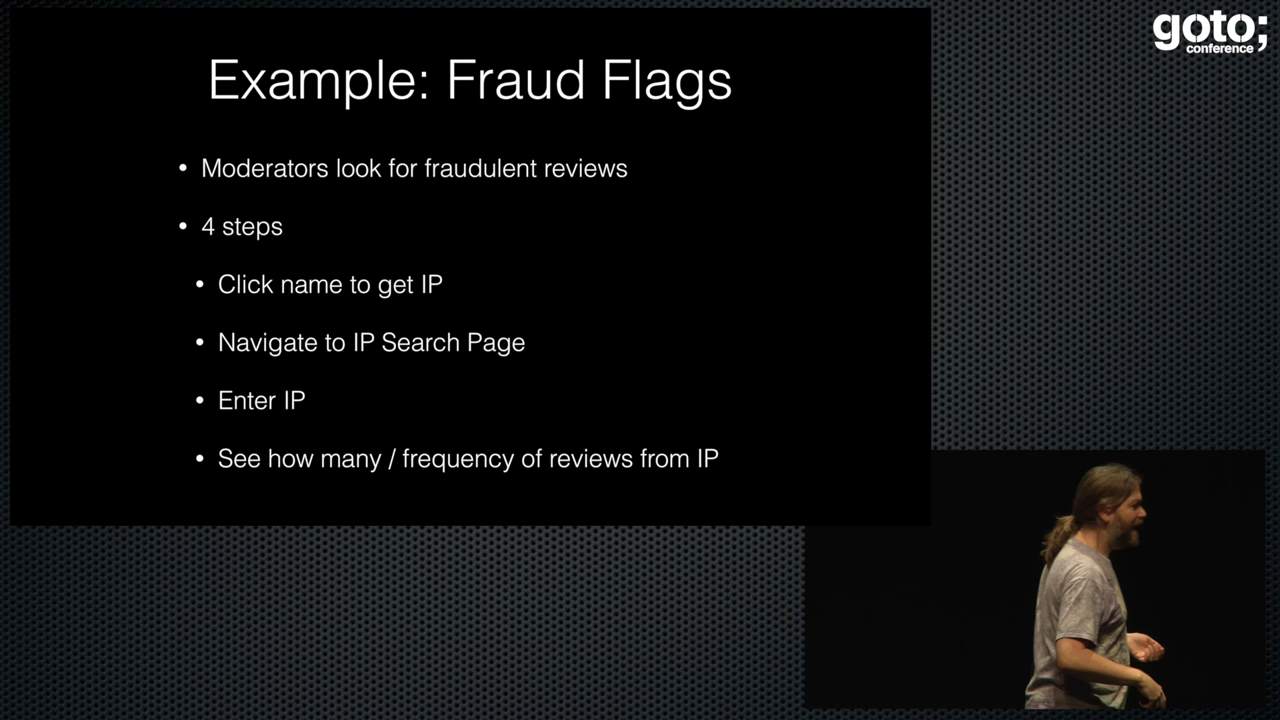 goto;
conference
Example: Fraud Flags
• Moderators look for fraudulent reviews
• 4 steps
• Click name to get IP
• Navigate to IP Search Page
• Enter IP
• See how many / frequency of reviews from IP